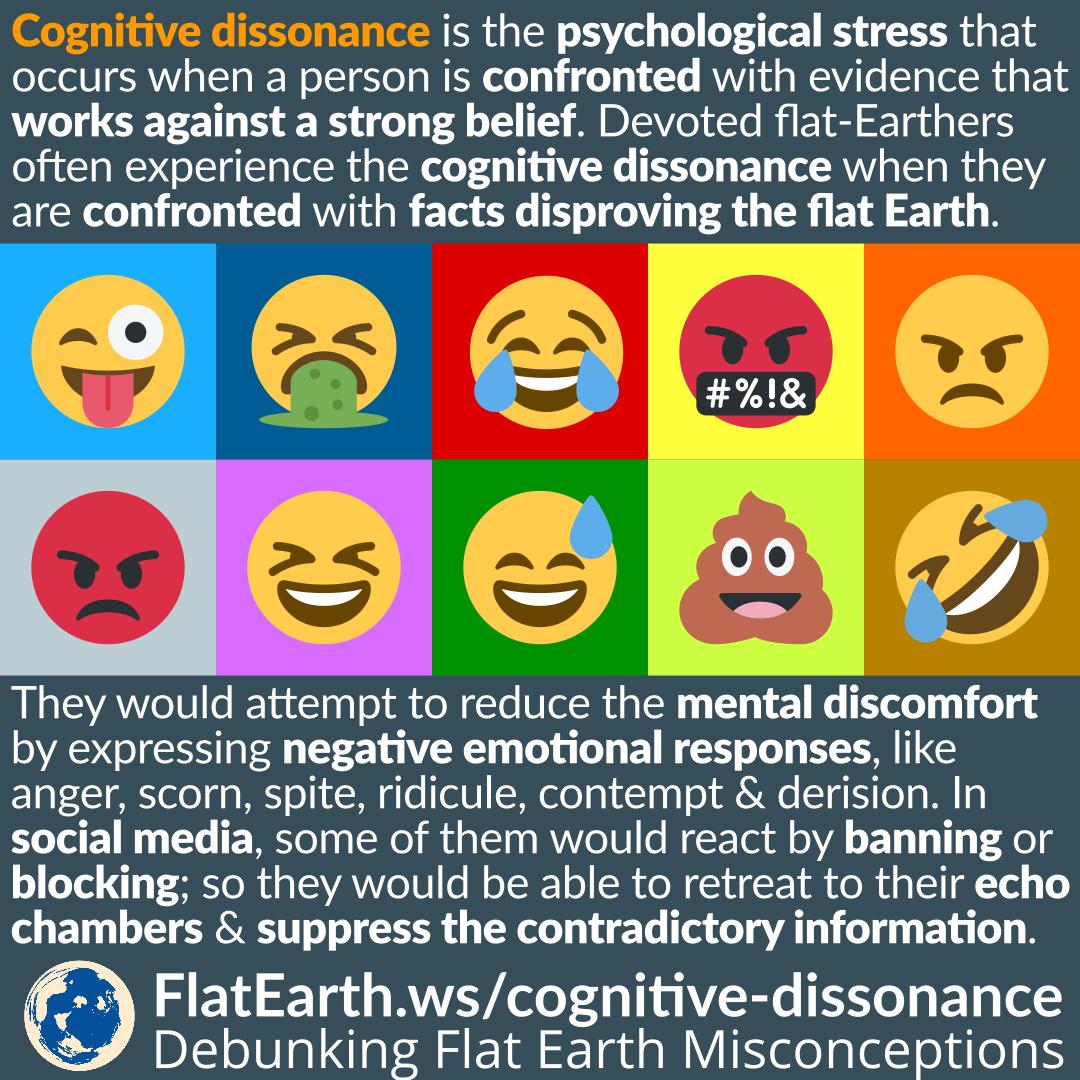 Cognitive dissonance is the psychological stress that
occurs when a person is confronted with evidence that
works against a strong belief. Devoted flat-Earthers
often experience the cognitive dissonance when they
are confronted with facts disproving the flat Earth.
#%!&
They would attempt to reduce the mental discomfort
by expressing negative emotional responses, like
anger, scorn, spite, ridicule, contempt & derision. In
social media, some of them would react by banning or
blocking; so they would be able to retreat to their echo
chambers & suppress the contradictory information.
FlatEarth.ws/cognitive-dissonance
Debunking Flat Earth Misconceptions